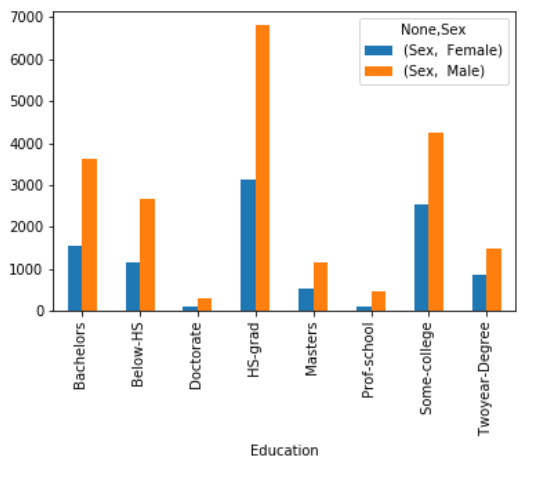 7000
6000
5000
4000
3000
2000
1000
0
None,Sex
(Sex,  Female)
(Sex,  Male)
Bachelors
Below-HS
Doctorate
HS-grad
Masters
Prof-school
Some-college
Twoyear-Degree
Education